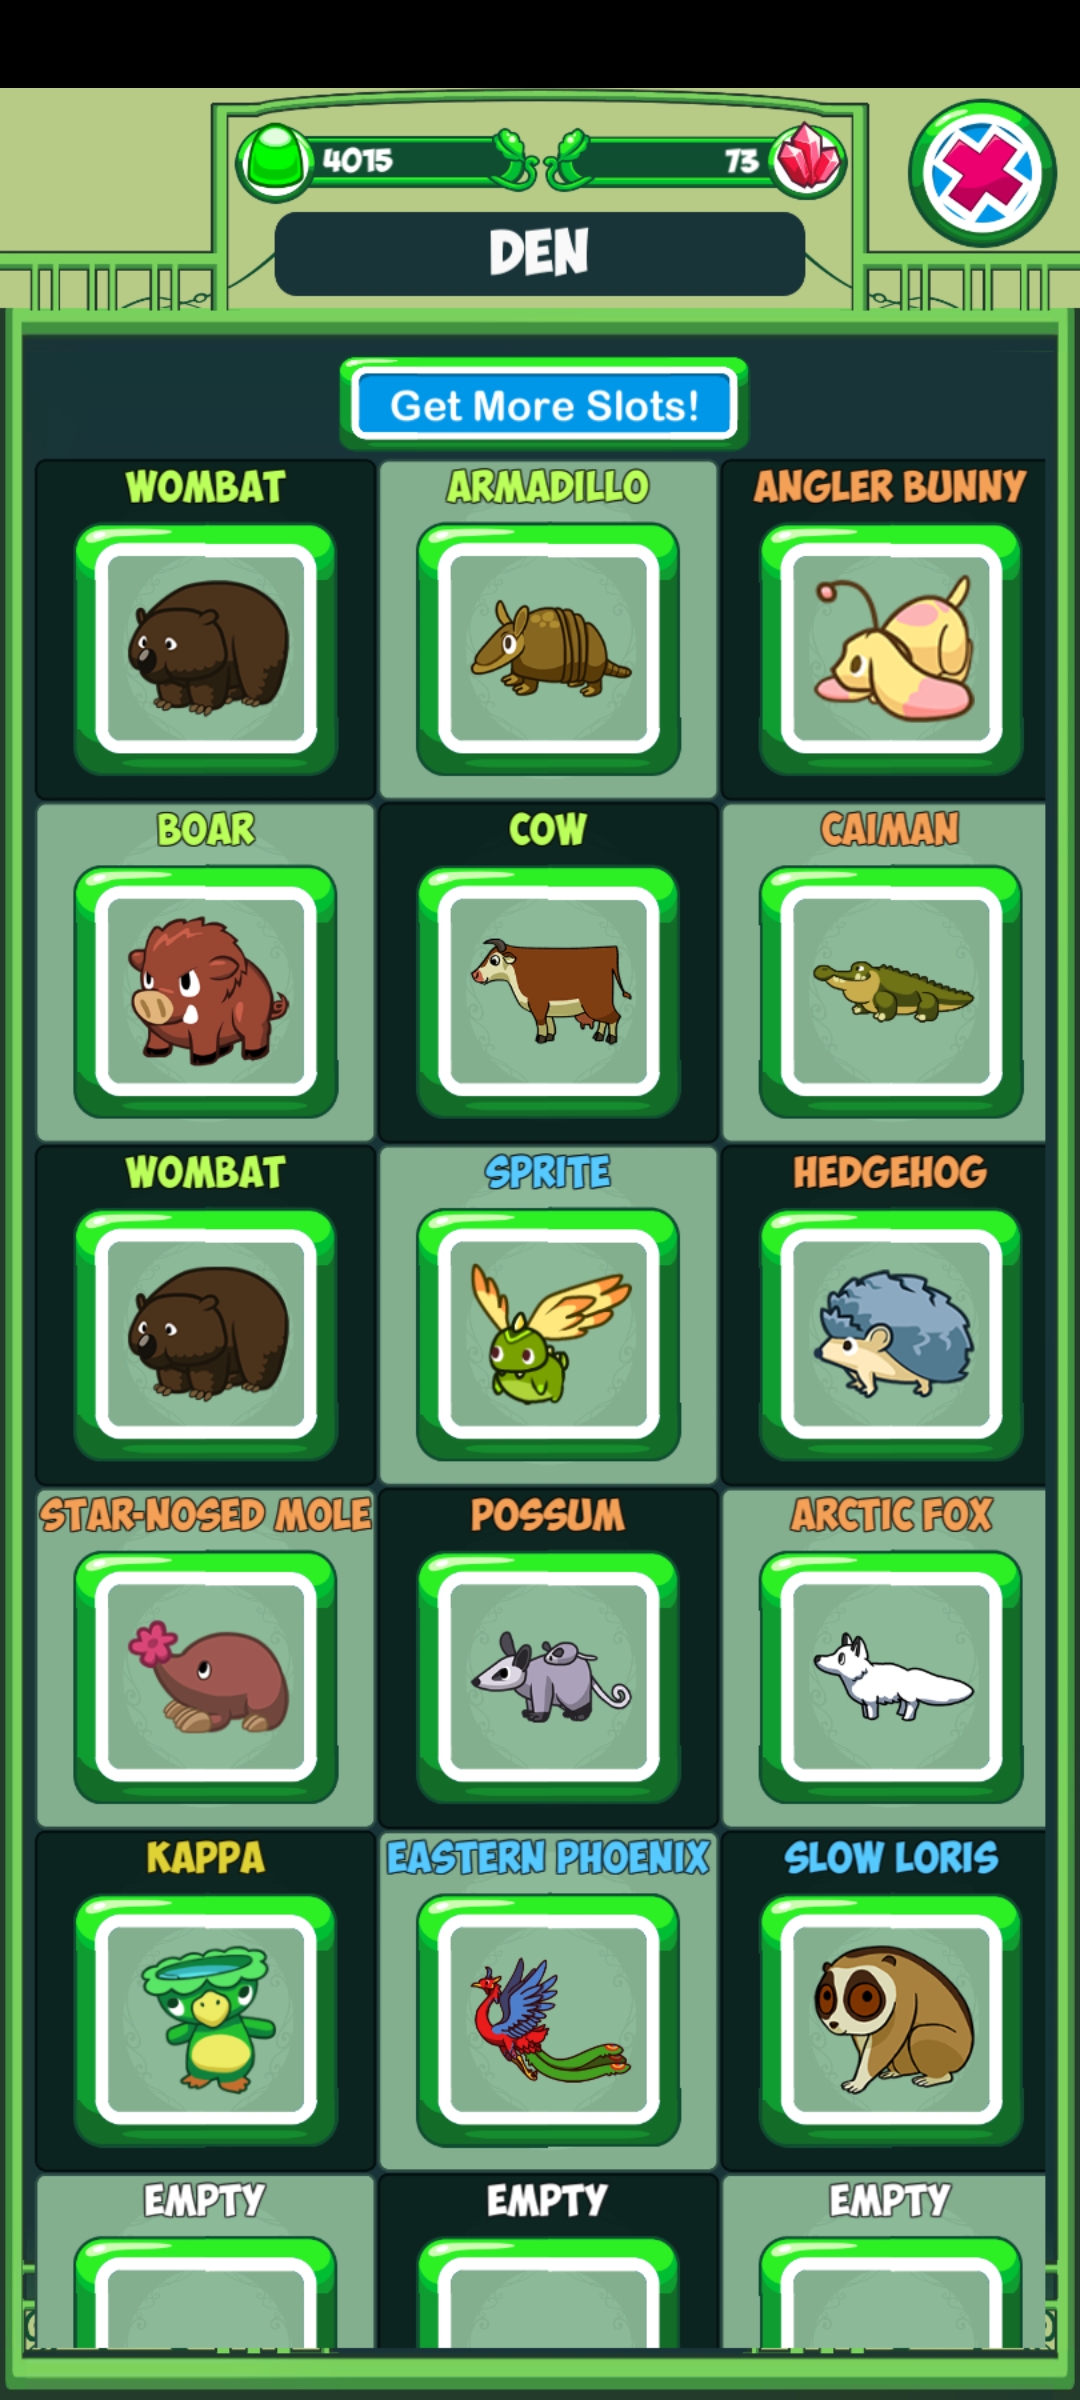 4015
73
DEN
Get More Slots!
WOMBAT
ARMADILLO
ANGLER BUNNY
BOAR
COW
CAIMAN
WOMBAT
SPRITE
HEDGEHOG
STAR-NOSED MOLE
POSSUM
ARCTIC FOX
KAPPA
EASTERN PHOENIX
SLOW LORIS
EMPTY
EMPTY
EMPTY